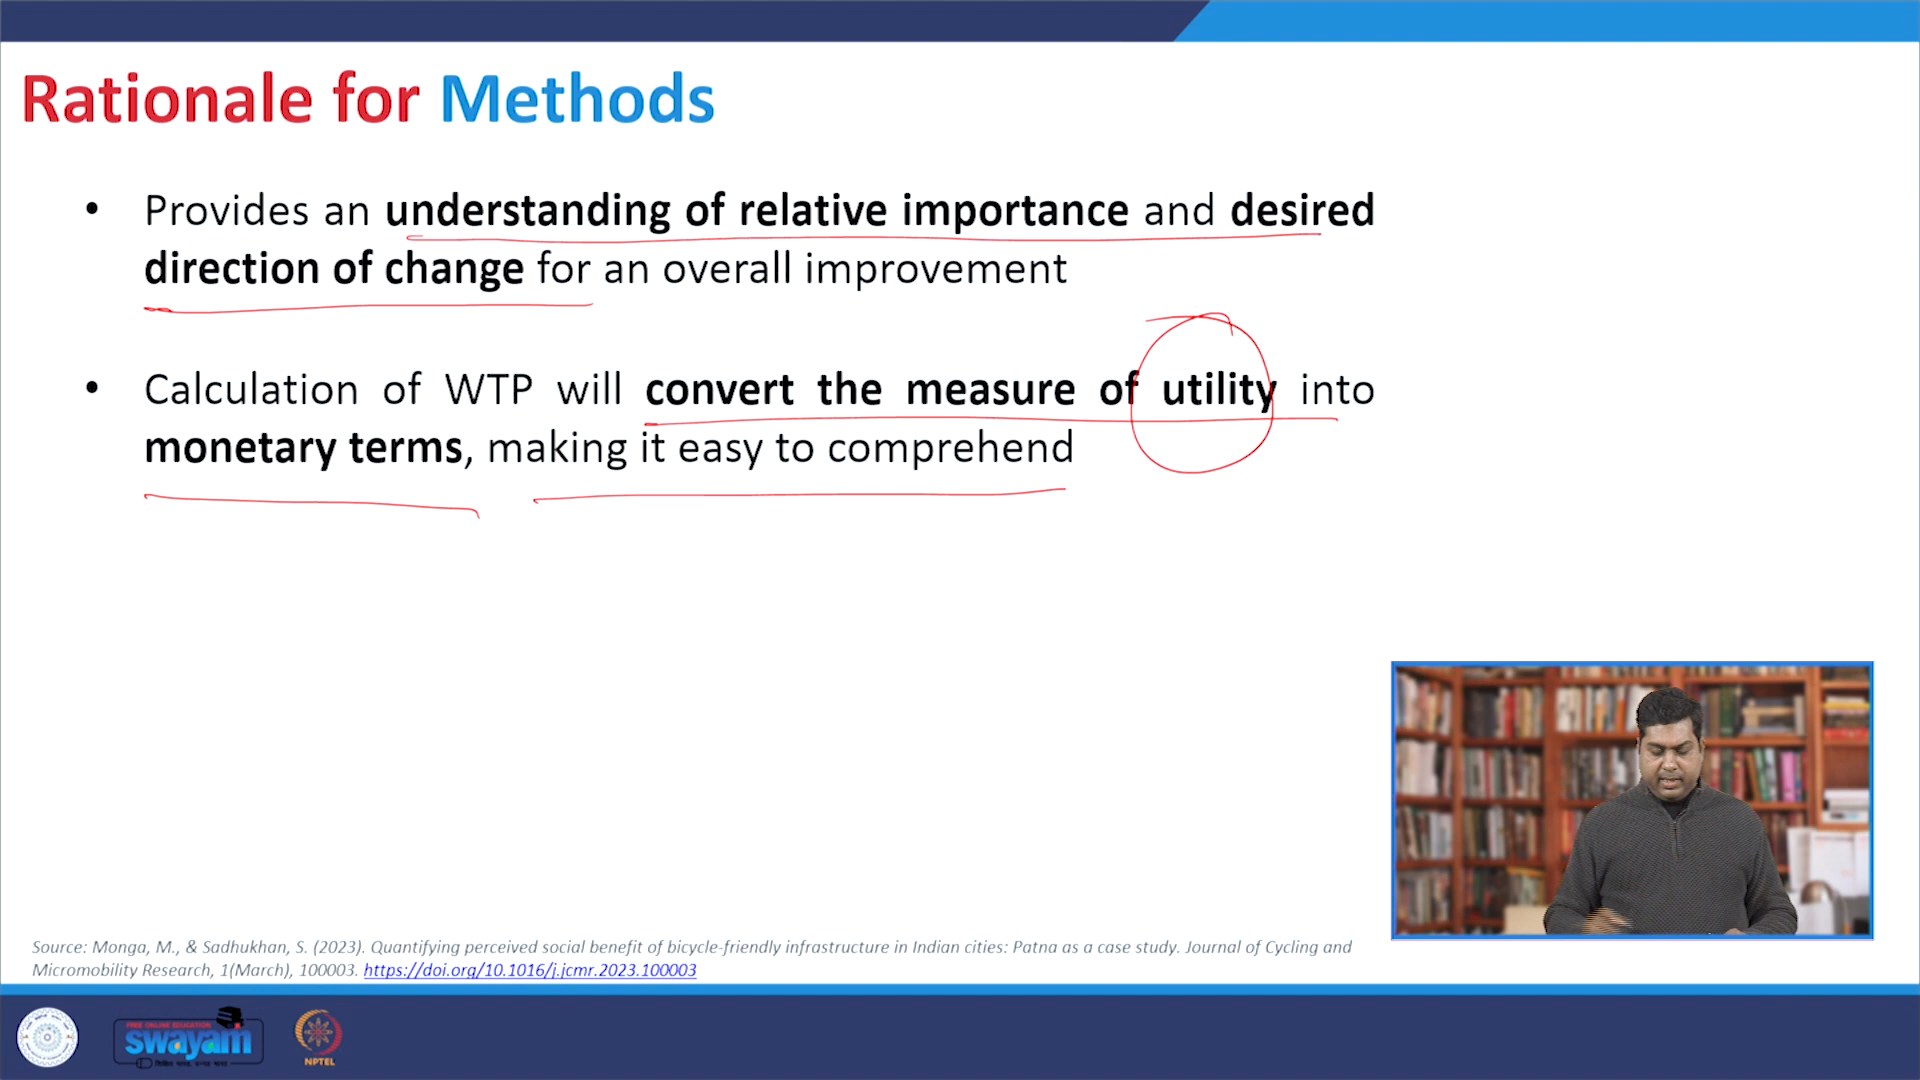 Rationale for Methods
• Provides an understanding of relative importance and desired
direction of change for an overall improvement
• Calculation of WTP will convert the measure of utility into
monetary terms, making it easy to comprehend
Source: Monga, M., & Sadhukhan, S. (2023). Quantifying perceived social benefit of bicycle-friendly infrastructure in Indian cities: Patna as a case study. Journal of Cycling and
Micromobility Research, 1(March), 100003. https://doi.org/10.1016/j.jcmr.2023.100003
FREE ONLINE EDUCATION
swayam
NPTEL